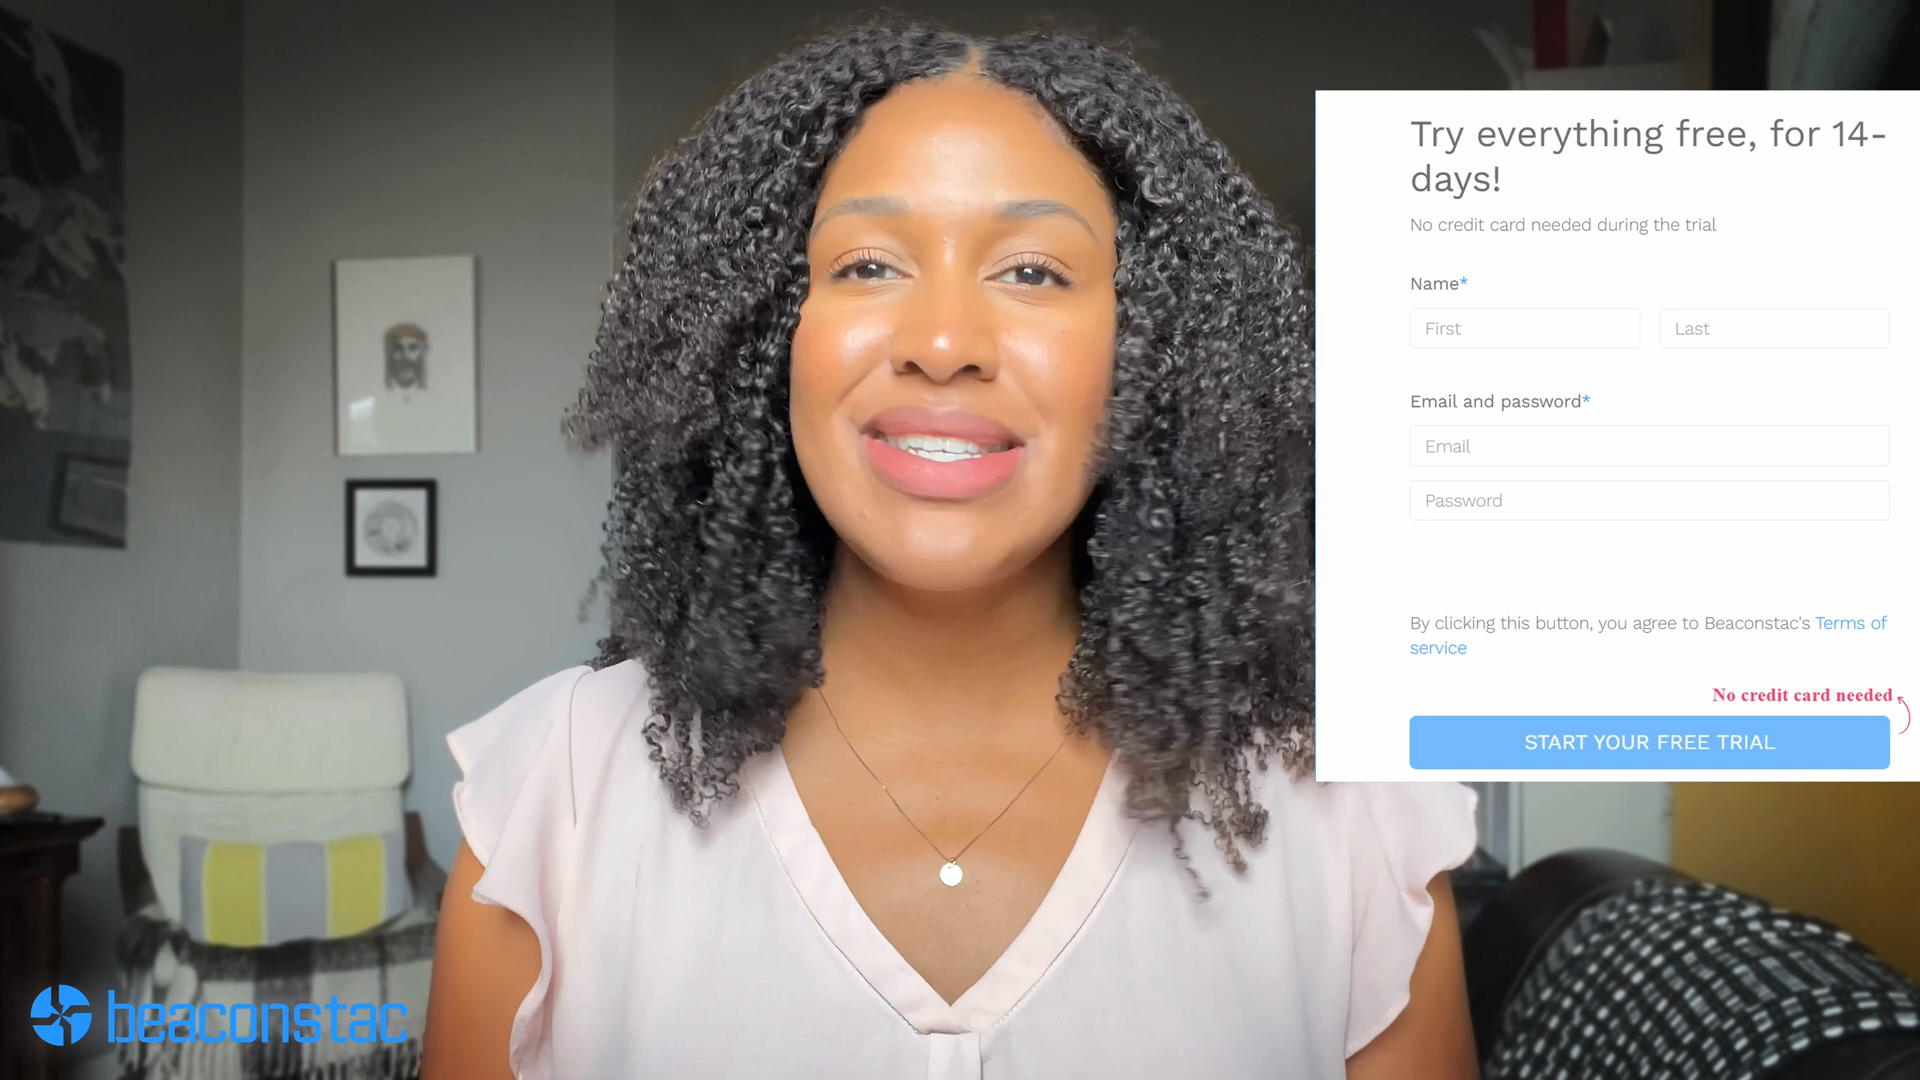 Try everything free, for 14-
days!
No credit card needed during the trial
Name*
First
Last
Email and password*
Email
Password
By clicking this button, you agree to Beaconstac's Terms of
service
No credit card needed
START YOUR FREE TRIAL
beaconstac